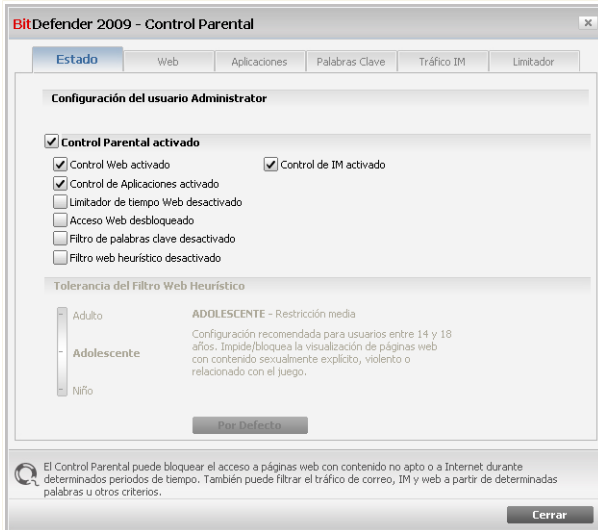 BitDefender 2009 - Control Parental
Estado Web Aplicaciones Palabras Clave Tráfico IM Limitador
Configuración del usuario Administrator
Control Parental activado
Control Web activado Control de IM activado
Control de Aplicaciones activado
Limitador de tiempo Web desactivado
Acceso Web desbloqueado
Filtro de palabras clave desactivado
Filtro web heurístico desactivado
Tolerancia del Filtro Web Heurístico
Adulto
Adolescente
Niño
ADOLESCENTE - Restricción media
Configuración recomendada para usuarios entre 14 y 18
años. Impide/bloquea la visualización de páginas web
con contenido sexualmente explícito, violento o
relacionado con el juego.
Por Defecto
El Control Parental puede bloquear el acceso a páginas web con contenido no apto o a Internet durante
determinados periodos de tiempo. También puede filtrar el tráfico de correo, IM y web a partir de determinadas
palabras u otros criterios.
Cerrar